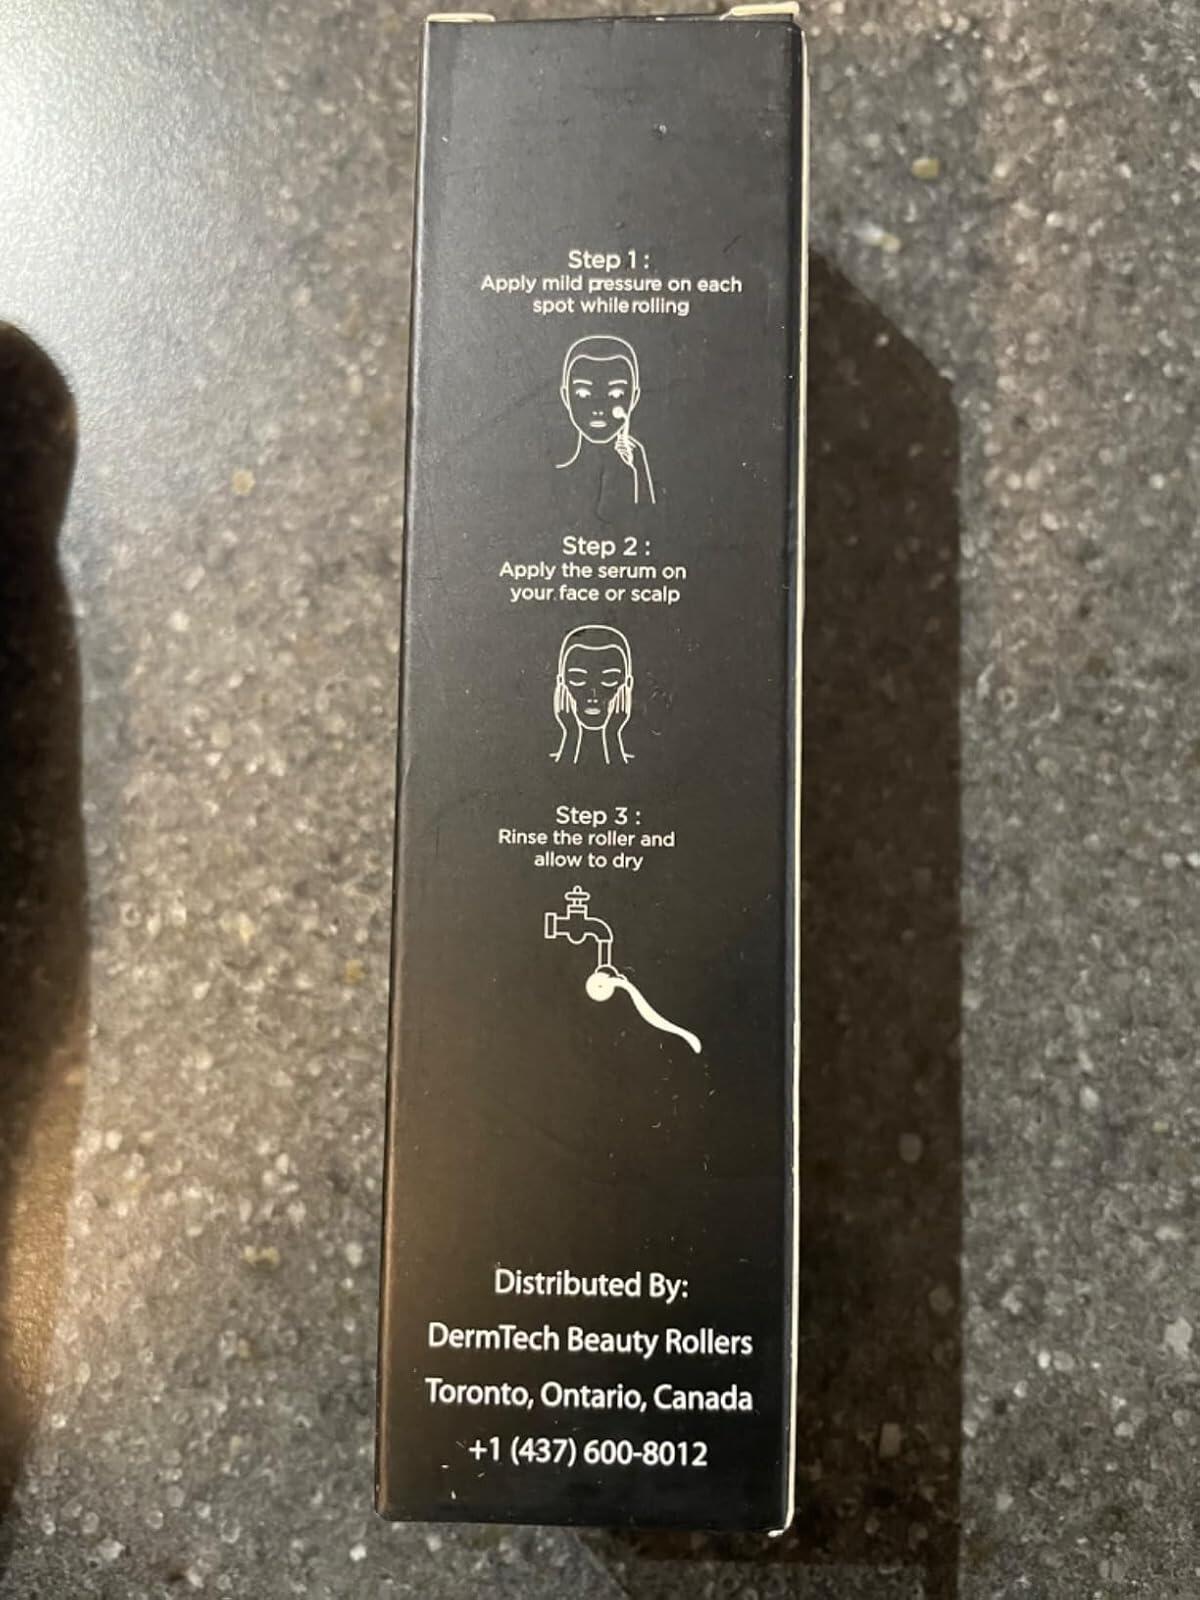 Step 1 :
Apply mild pressure on each
spot while rolling
Step 2 :
Apply the serum on
your face or scalp
Step 3 :
Rinse the roller and
allow to dry
Distributed By:
DermTech Beauty Rollers
Toronto, Ontario, Canada
+1 (437) 600-8012